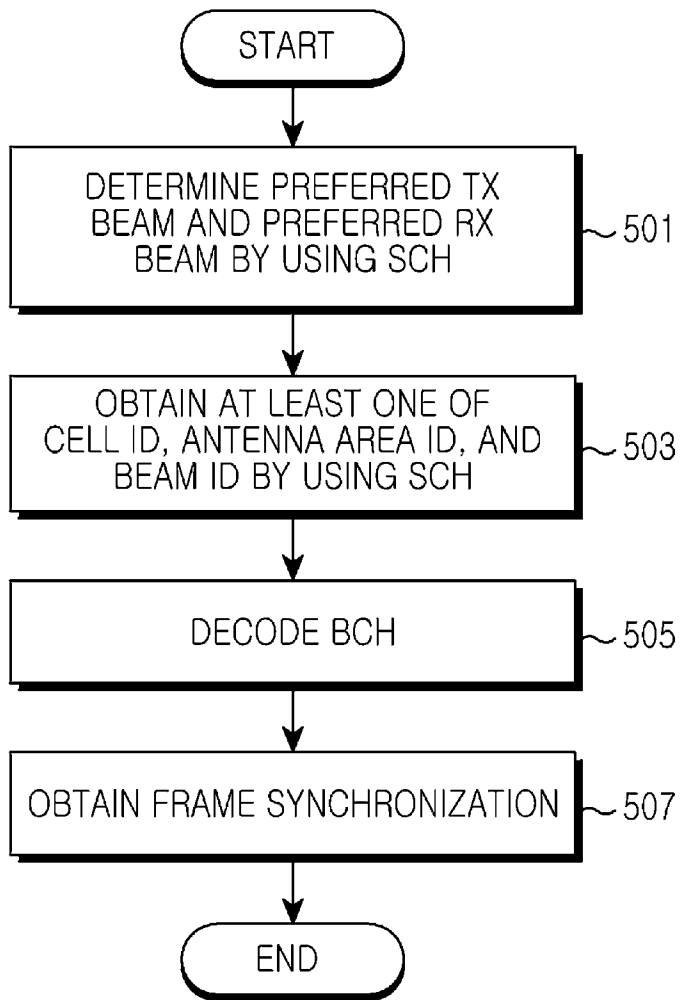 START
DETERMINE PREFERRED TX
BEAM AND PREFERRED RX
BEAM BY USING SCH
501
OBTAIN AT LEAST ONE OF
CELL ID, ANTENNA AREA ID, AND
BEAM ID BY USING SCH
503
DECODE BCH
505
OBTAIN FRAME SYNCHRONIZATION
507
END